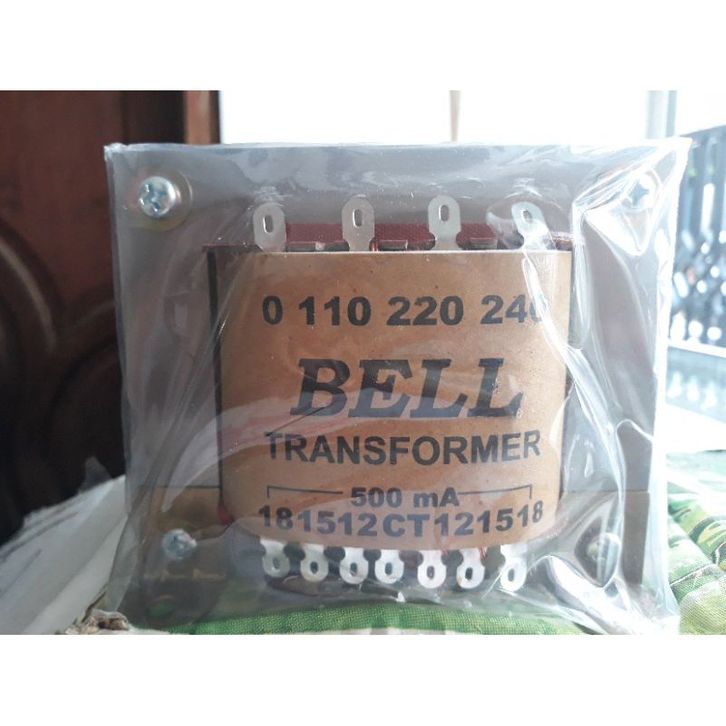 0 110 220 240
BELL
TRANSFORMER
500 mA
181512CT121518